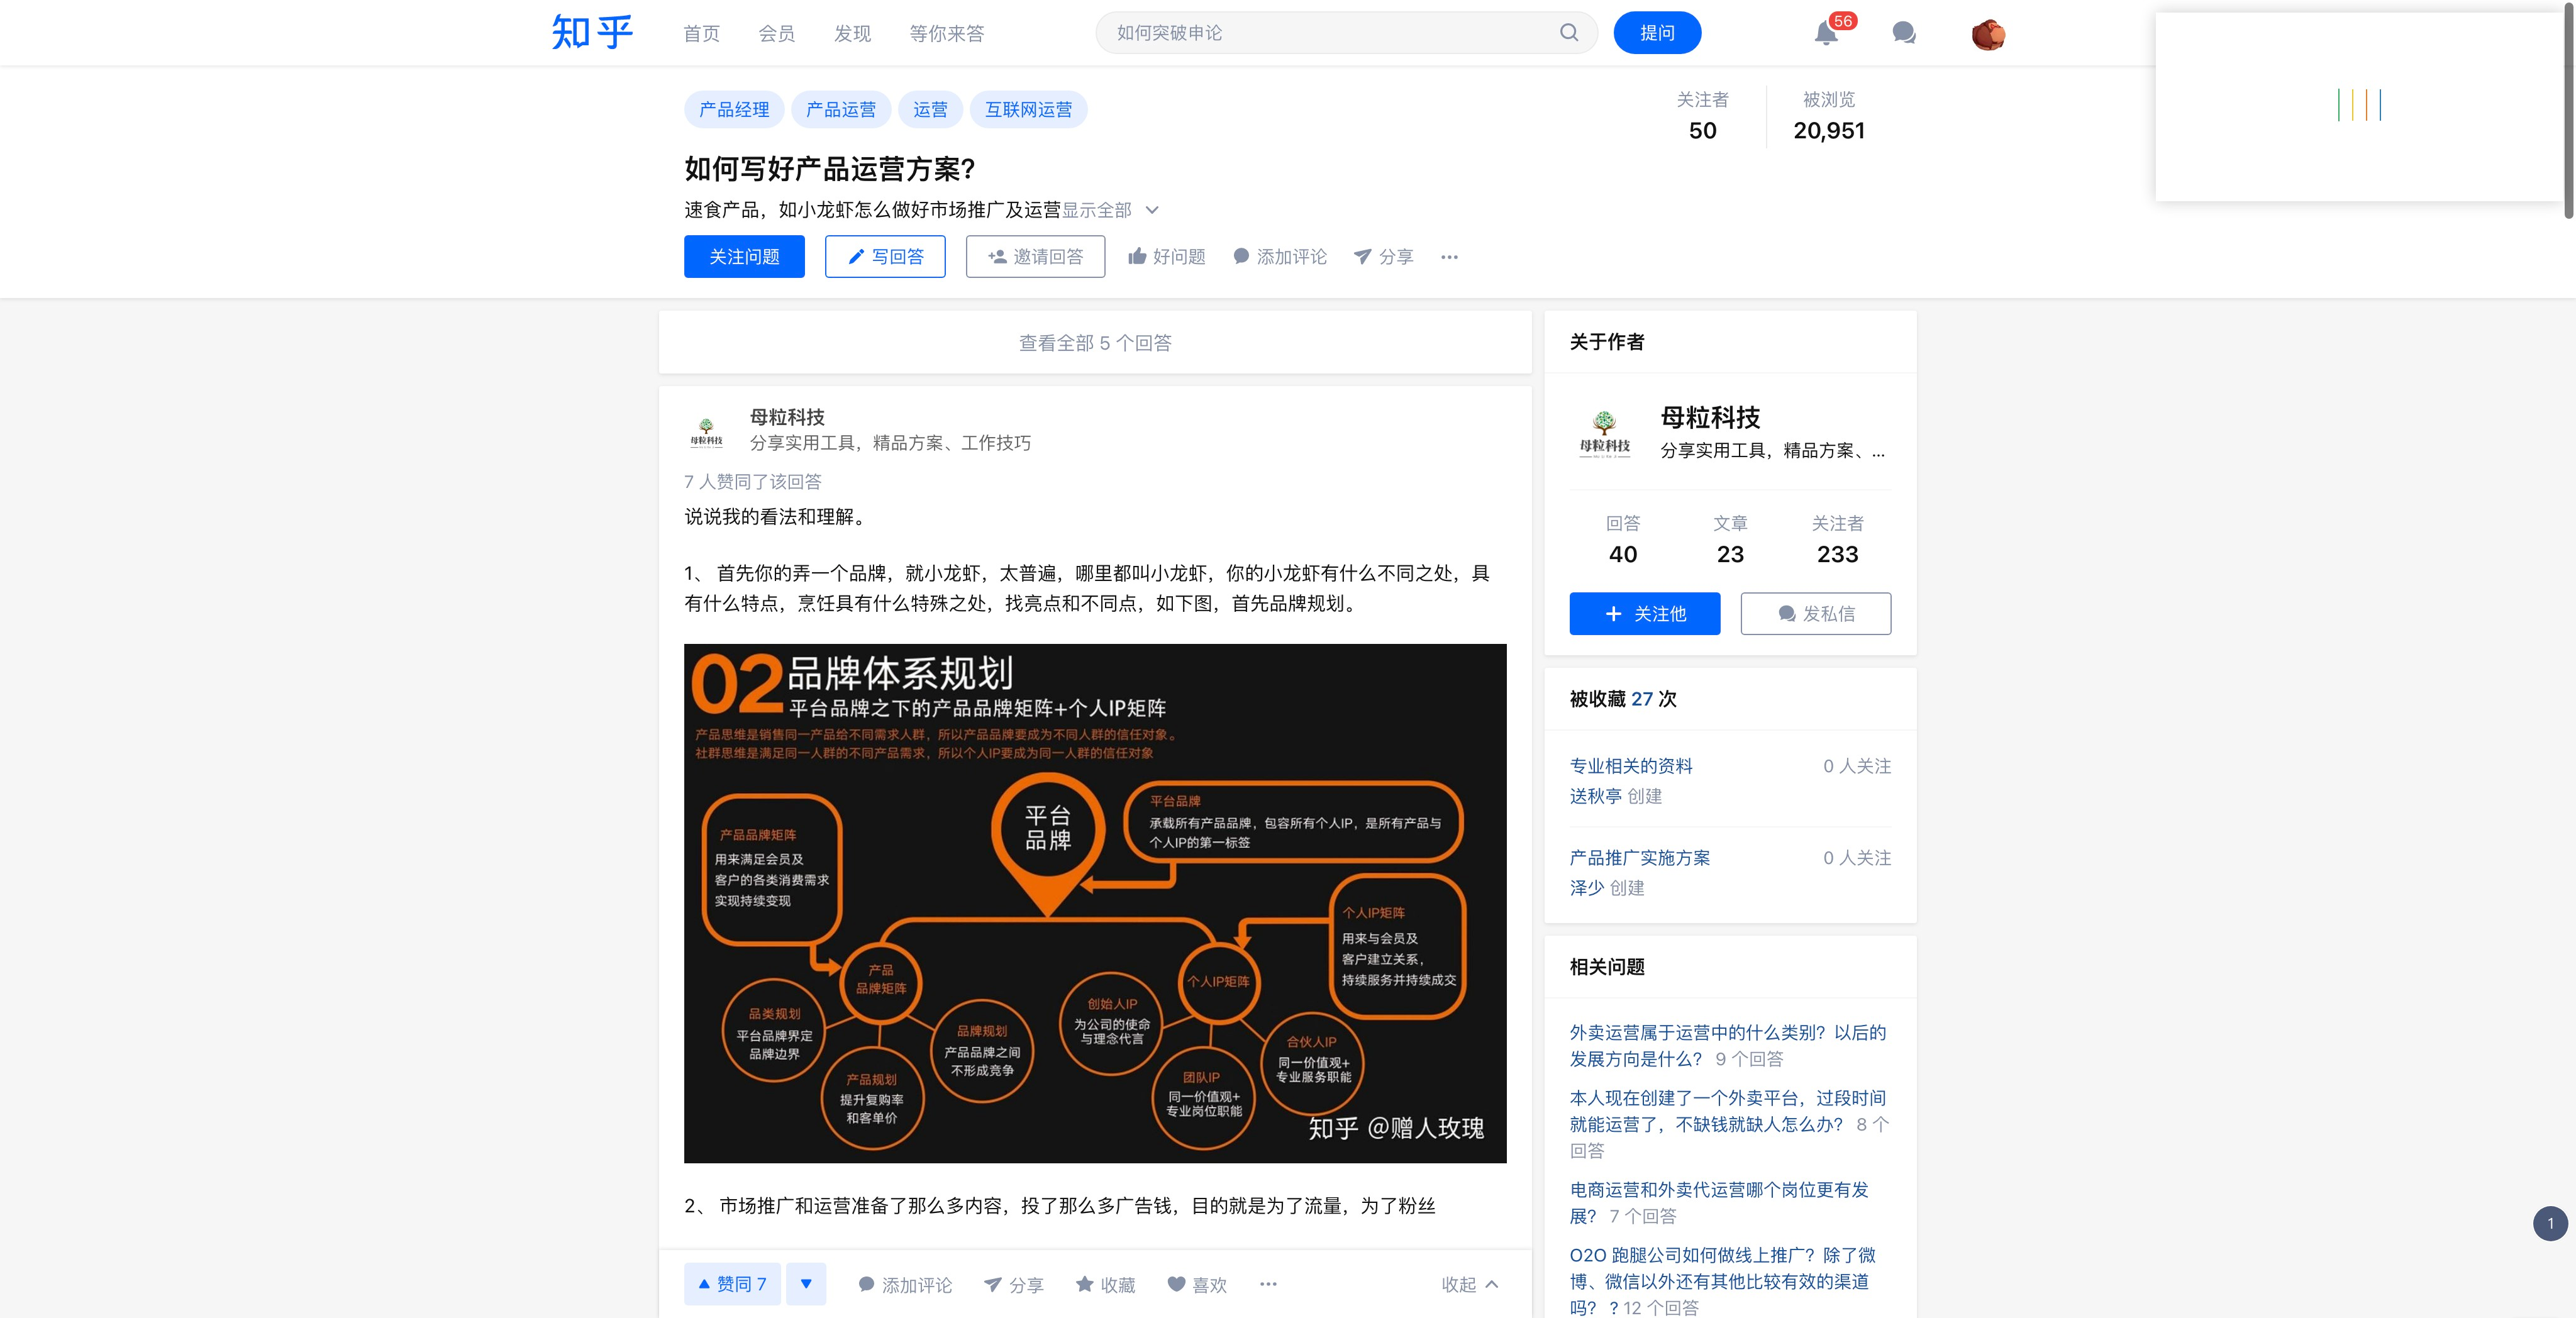 知乎
首页 会员 发现 等你来答
如何突破申论
提问
56
产品经理 产品运营 运营 互联网运营
关注者 被浏览
50 20,951
如何写好产品运营方案?
速食产品，如小龙虾怎么做好市场推广及运营显示全部
关注问题 写回答 邀请回答 好问题 添加评论 分享
查看全部 5 个回答
母粒科技
母粒科技
分享实用工具，精品方案、工作技巧
7 人赞同了该回答
说说我的看法和理解。
1、 首先你的弄一个品牌，就小龙虾，太普遍，哪里都叫小龙虾，你的小龙虾有什么不同之处，具
有什么特点，烹饪具有什么特殊之处，找亮点和不同点，如下图，首先品牌规划。
02品牌体系规划
平台品牌之下的产品品牌矩阵+个人IP矩阵
产品思维是销售同一产品给不同需求人群，所以产品品牌要成为不同人群的信任对象。
社群思维是满足同一人群的不同产品需求，所以个人IP要成为同一人群的信任对象
平台
品牌
平台品牌
承载所有产品品牌，包容所有个人IP，是所有产品与
个人IP的第一标签
产品品牌矩阵
用来满足会员及
客户的各类消费需求
实现持续变现
个人IP矩阵
用来与会员及
客户建立关系，
持续服务并持续成交
产品
品牌矩阵
个人IP矩阵
品类规划
平台品牌界定
品牌边界
产品规划
提升复购率
和客单价
品牌规划
产品品牌之间
不形成竞争
创始人IP
为公司的使命
与理念代言
团队IP
同一价值观+
专业岗位职能
合伙人IP
同一价值观+
专业服务职能
知乎 @赠人玫瑰
2、 市场推广和运营准备了那么多内容，投了那么多广告钱，目的就是为了流量，为了粉丝
赞同 7 添加评论 分享 收藏 喜欢 收起
关于作者
母粒科技
母粒科技
分享实用工具，精品方案、...
回答 文章 关注者
40 23 233
关注他 发私信
被收藏 27 次
专业相关的资料 0 人关注
送秋亭 创建
产品推广实施方案 0 人关注
泽少 创建
相关问题
外卖运营属于运营中的什么类别？以后的
发展方向是什么？ 9 个回答
本人现在创建了一个外卖平台，过段时间
就能运营了，不缺钱就缺人怎么办？ 8 个
回答
电商运营和外卖代运营哪个岗位更有发
展？ 7 个回答
O2O 跑腿公司如何做线上推广？除了微
博、微信以外还有其他比较有效的渠道
吗？？12 个回答
1